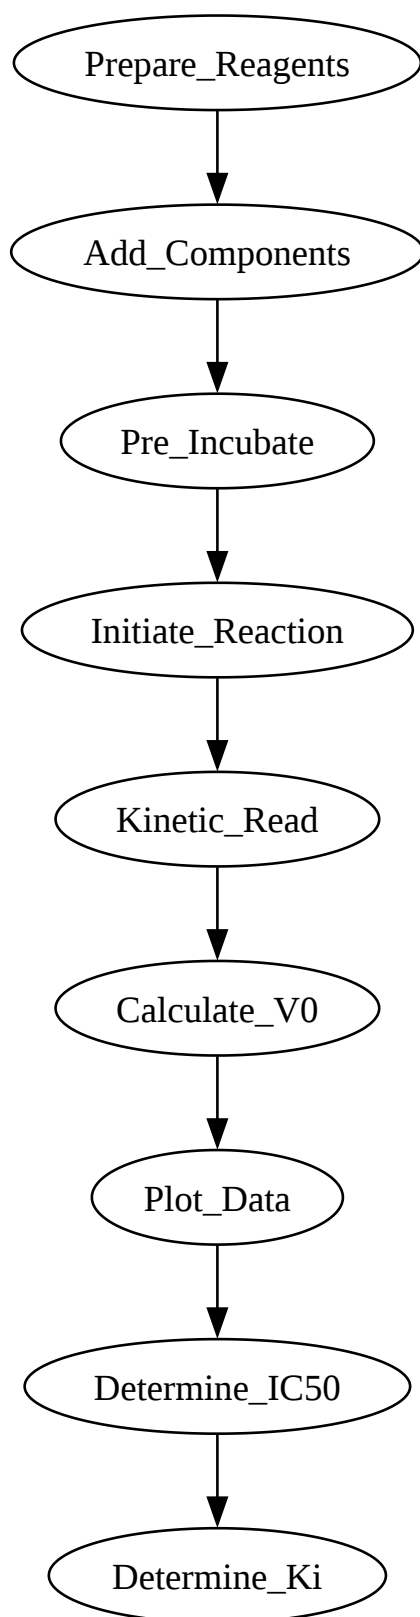 Prepare_Reagents
Add_Components
Pre_Incubate
Initiate_Reaction
Kinetic_Read
Calculate_V0
Plot_Data
Determine_IC50
Determine_Ki